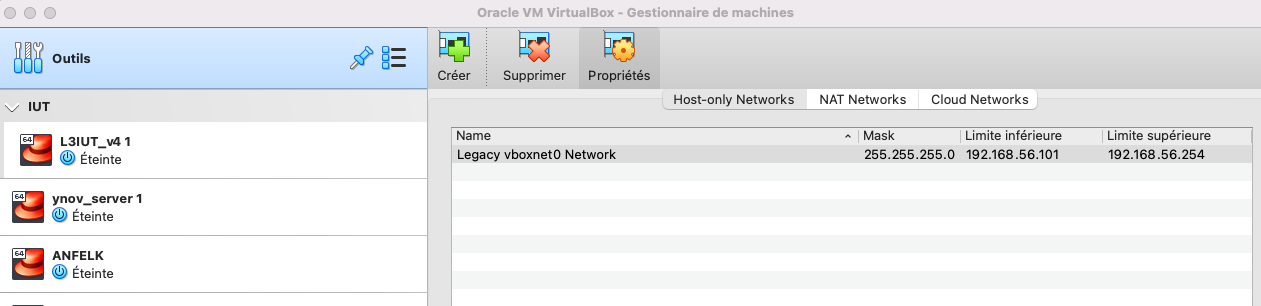 Oracle VM VirtualBox - Gestionnaire de machines
Outils
Créer
Supprimer
Propriétés
IUT
64
L3IUT_v4 1
Éteinte
64
ynov_server 1
Éteinte
64
ANFELK
Éteinte
Host-only Networks NAT Networks Cloud Networks
Name Mask Limite inférieure Limite supérieure
Legacy vboxnet0 Network 255.255.255.0 192.168.56.101 192.168.56.254